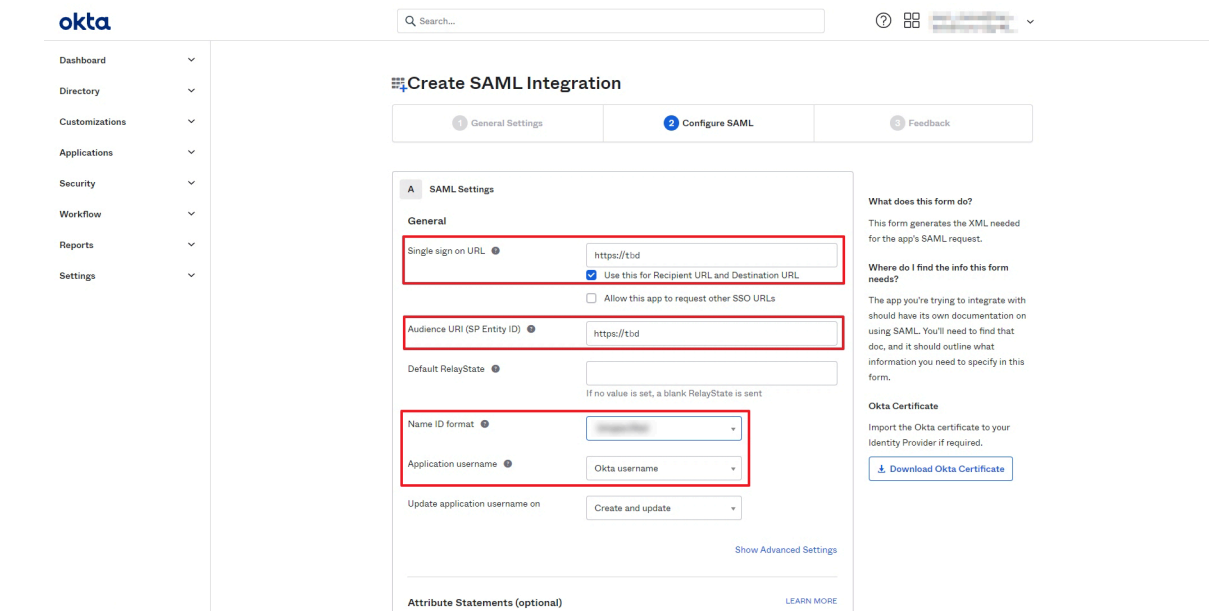 okta
Search...
Dashboard
Directory
Customizations
Applications
Security
Workflow
Reports
Settings
Create SAML Integration
1 General Settings
2 Configure SAML
3 Feedback
A SAML Settings
General
Single sign on URL ?
https://tbd
Use this for Recipient URL and Destination URL
Allow this app to request other SSO URLs
Audience URI (SP Entity ID) ?
https://tbd
Default RelayState ?
If no value is set, a blank RelayState is sent
Name ID format ?
Application username ?
Okta username
Update application username on
Create and update
Show Advanced Settings
Attribute Statements (optional)
LEARN MORE
What does this form do?
This form generates the XML needed
for the app's SAML request.
Where do I find the info this form
needs?
The app you're trying to integrate with
should have its own documentation on
using SAML. You'll need to find that
doc, and it should outline what
information you need to specify in this
form.
Okta Certificate
Import the Okta certificate to your
Identity Provider if required.
Download Okta Certificate